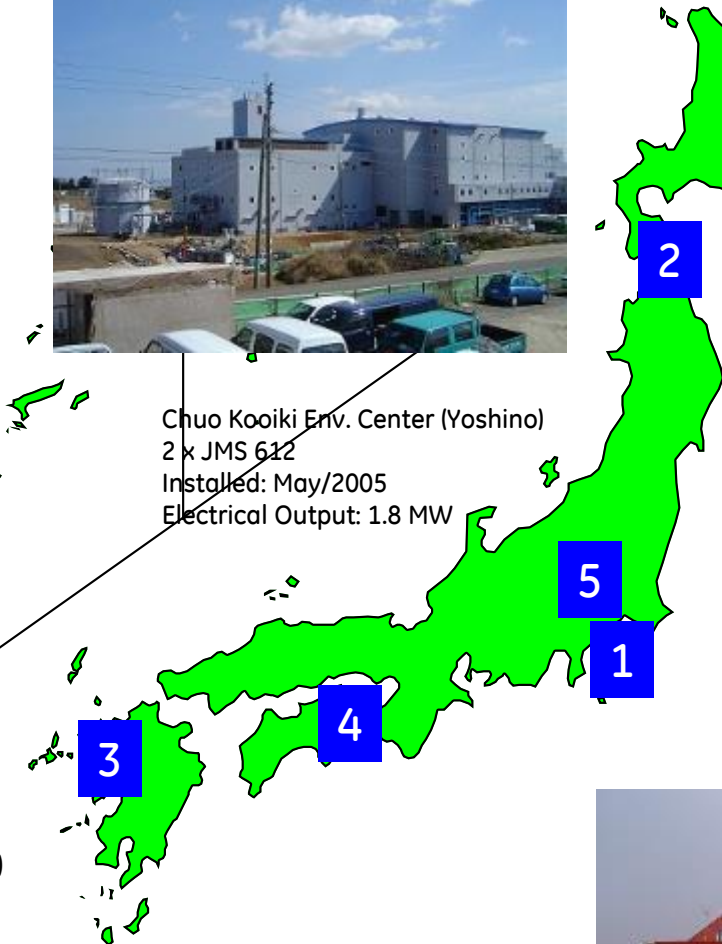 Chuo Kooiki Env. Center (Yoshino)
2 x JMS 612
Installed: May/2005
Electrical Output: 1.8 MW
2
5
1
4
3
)